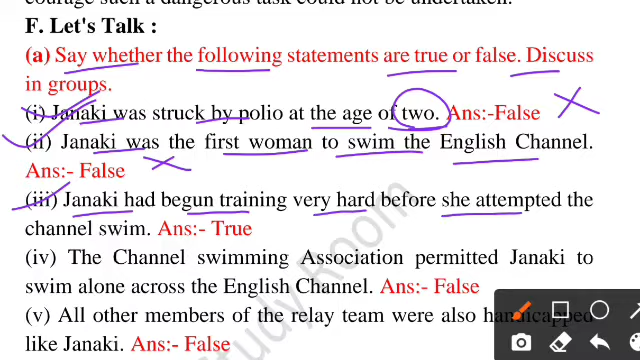 courage such a dangerous task could not be undertaken.
F. Let's Talk :
(a) Say whether the following statements are true or false. Discuss
in groups.
(i) Janaki was struck by polio at the age of two. Ans:-False
(ii) Janaki was the first woman to swim the English Channel.
Ans:- False
(iii) Janaki had begun training very hard before she attempted the
channel swim. Ans:- True
(iv) The Channel swimming Association permitted Janaki to
swim alone across the English Channel. Ans:- False
(v) All other members of the relay team were also handicapped
like Janaki. Ans:- False
Study Room